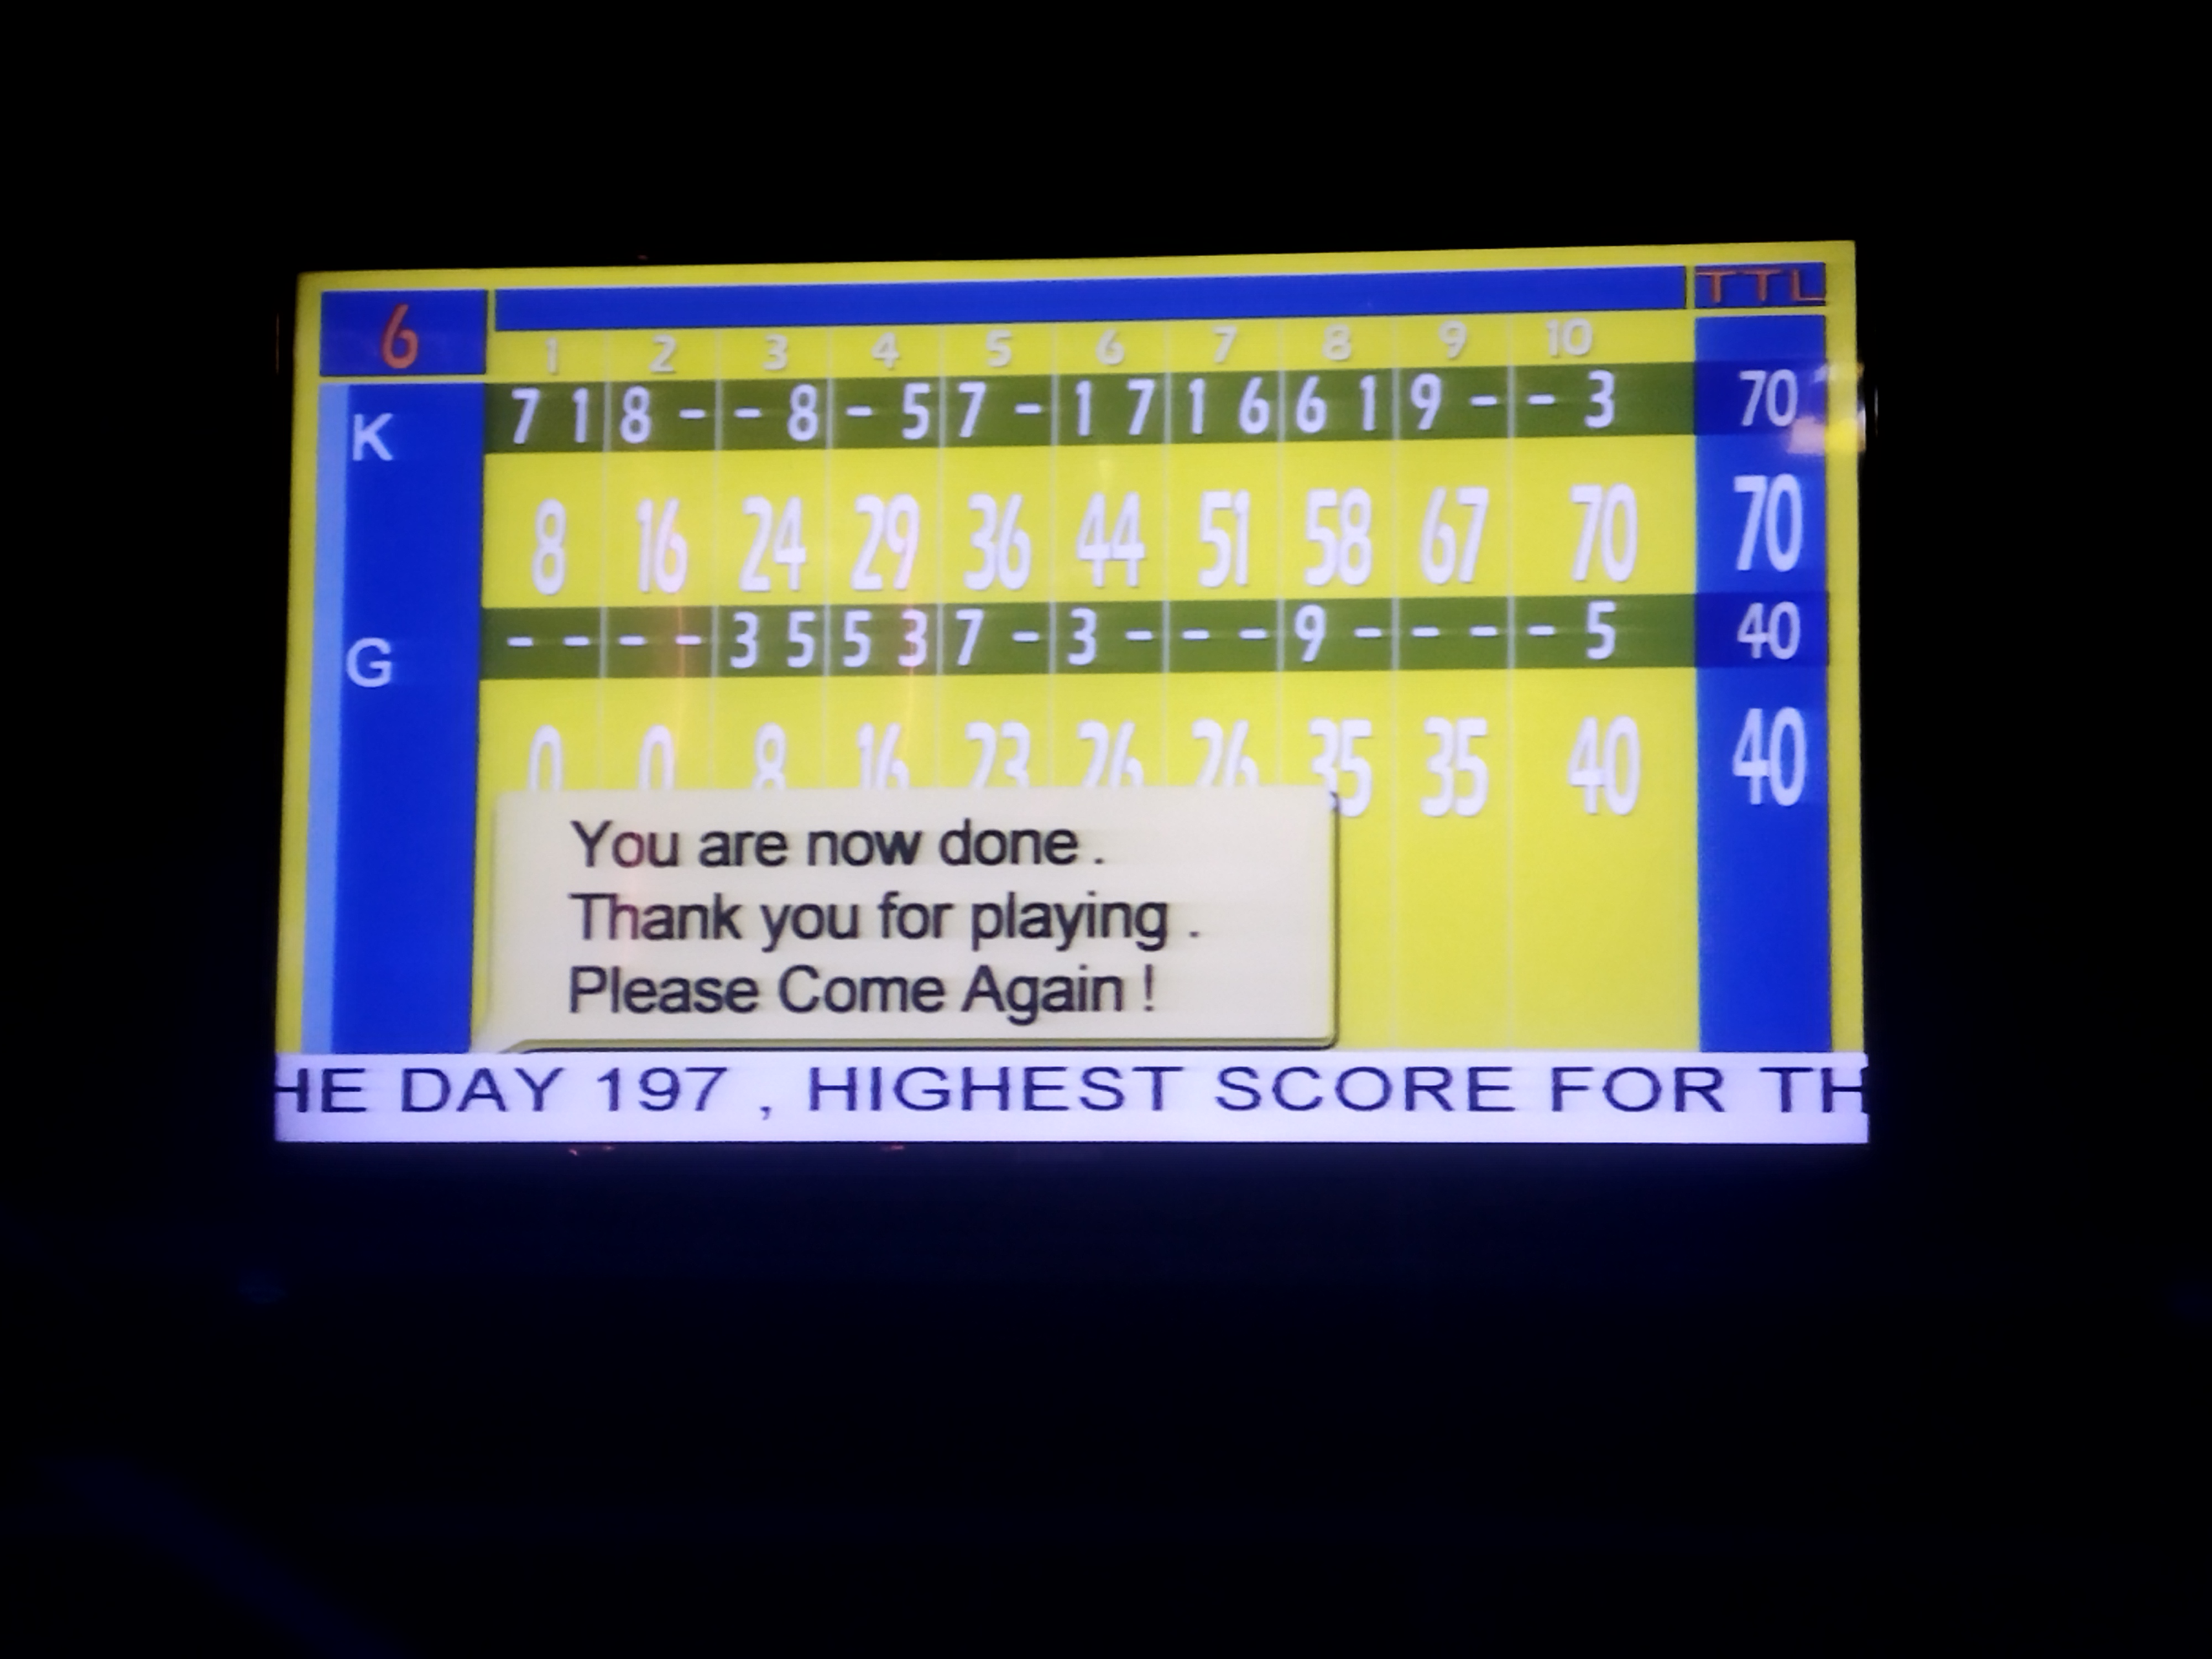 TTL
6
1 2 3 4 5 6 7 8 9 10
K 7 1 8 - - 8 - 5 7 - 1 7 1 6 6 1 9 - - 3 70
8 16 24 29 36 44 51 58 67 70 70
G - - - - 3 5 5 3 7 - 3 - - - 9 - - - - 5 40
0 0 8 16 23 26 26 35 35 40 40
You are now done .
Thank you for playing .
Please Come Again !
HE DAY 197 , HIGHEST SCORE FOR TH